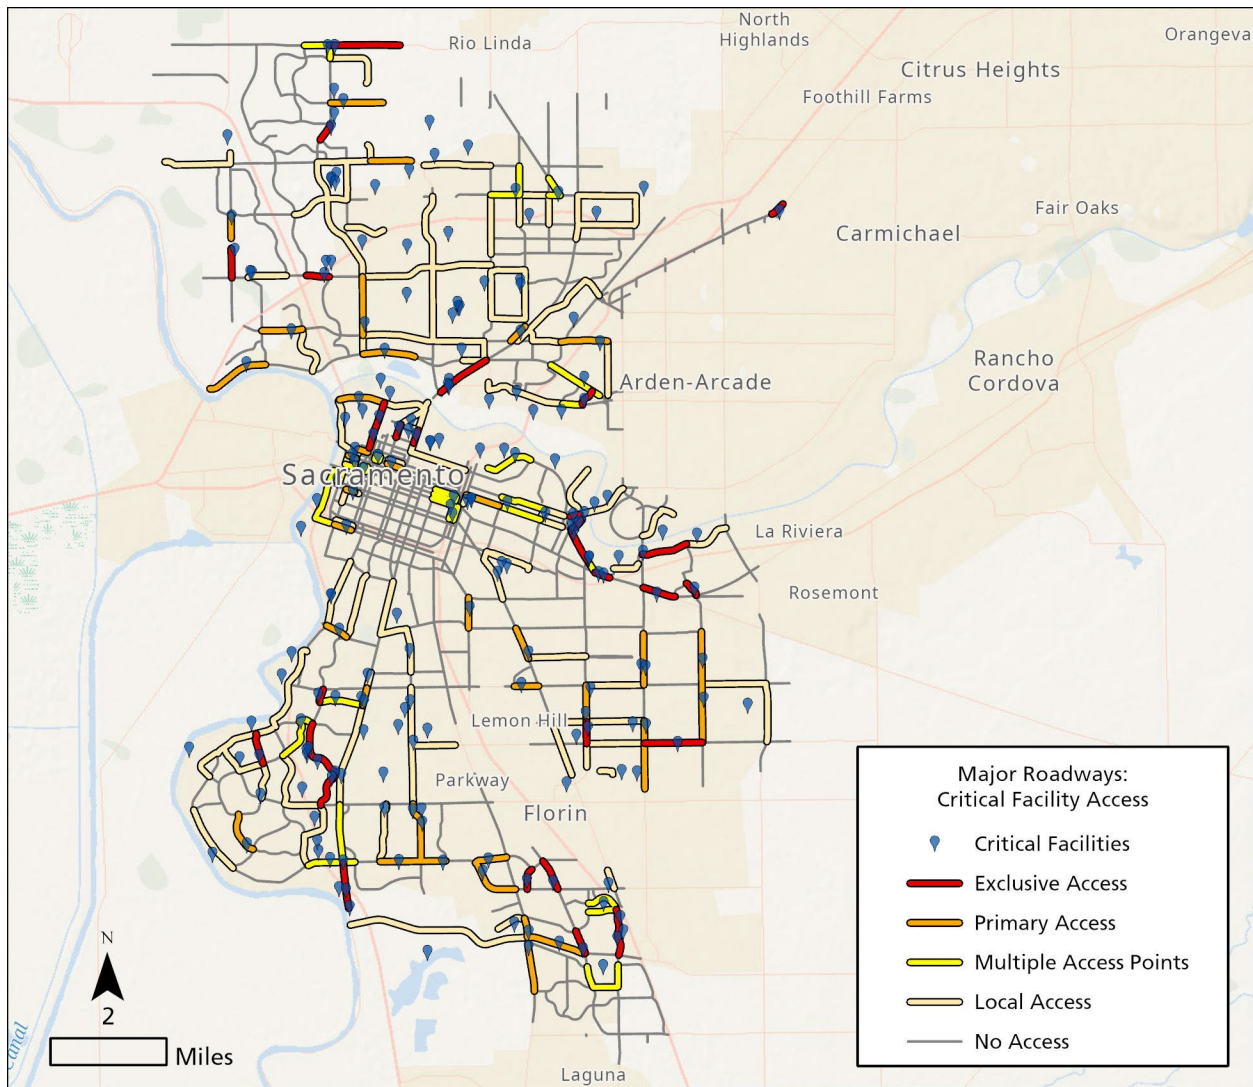 North
Highlands
Orangeva
Rio Linda
Citrus Heights
Foothill Farms
Fair Oaks
Carmichael
Rancho
Cordova
Arden-Arcade
Sacramento
La Riviera
Rosemont
Lemon Hill
Parkway
Florin
Laguna
Canal
N
2
Miles
Major Roadways:
Critical Facility Access
Critical Facilities
Exclusive Access
Primary Access
Multiple Access Points
Local Access
No Access